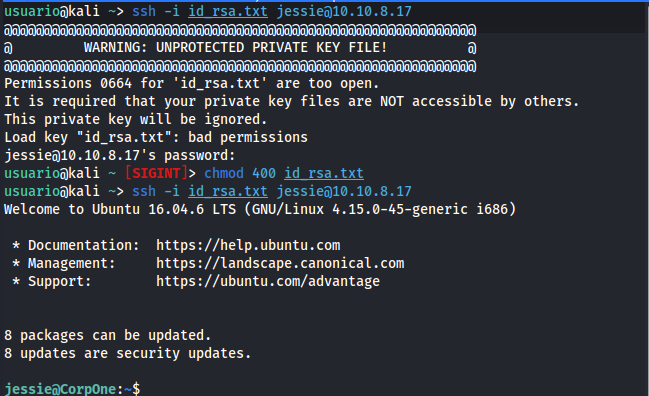 usuario@kali ~> ssh -i id_rsa.txt jessie@10.10.8.17
@@@@@@@@@@@@@@@@@@@@@@@@@@@@@@@@@@@@@@@@@@@@@@@@@@@@@@@@@@@
@         WARNING: UNPROTECTED PRIVATE KEY FILE!          @
@@@@@@@@@@@@@@@@@@@@@@@@@@@@@@@@@@@@@@@@@@@@@@@@@@@@@@@@@@@
Permissions 0664 for 'id_rsa.txt' are too open.
It is required that your private key files are NOT accessible by others.
This private key will be ignored.
Load key "id_rsa.txt": bad permissions
jessie@10.10.8.17's password:
usuario@kali ~ [SIGINT]> chmod 400 id_rsa.txt
usuario@kali ~> ssh -i id_rsa.txt jessie@10.10.8.17
Welcome to Ubuntu 16.04.6 LTS (GNU/Linux 4.15.0-45-generic i686)
* Documentation:  https://help.ubuntu.com
* Management:     https://landscape.canonical.com
* Support:        https://ubuntu.com/advantage
8 packages can be updated.
8 updates are security updates.
jessie@CorpOne:~$